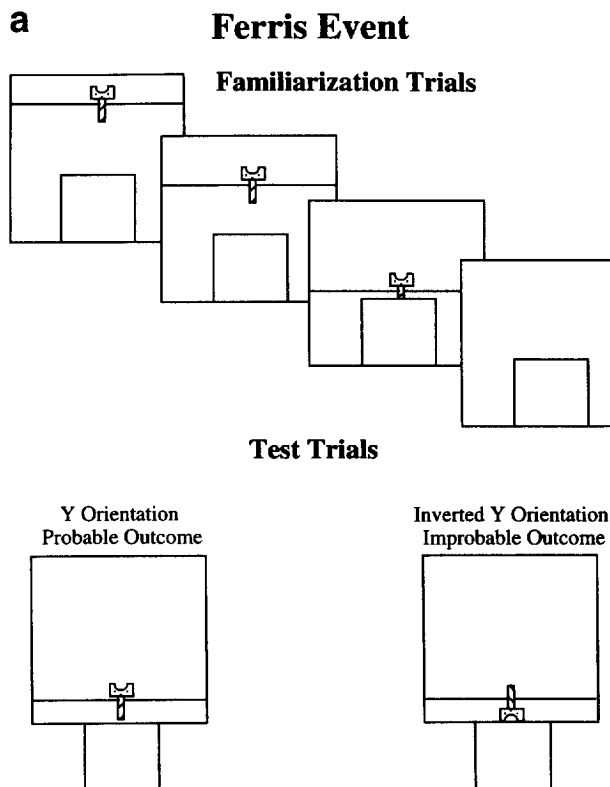 a
Ferris Event
Familiarization Trials
Test Trials
Y Orientation
Probable Outcome
Inverted Y Orientation
Improbable Outcome